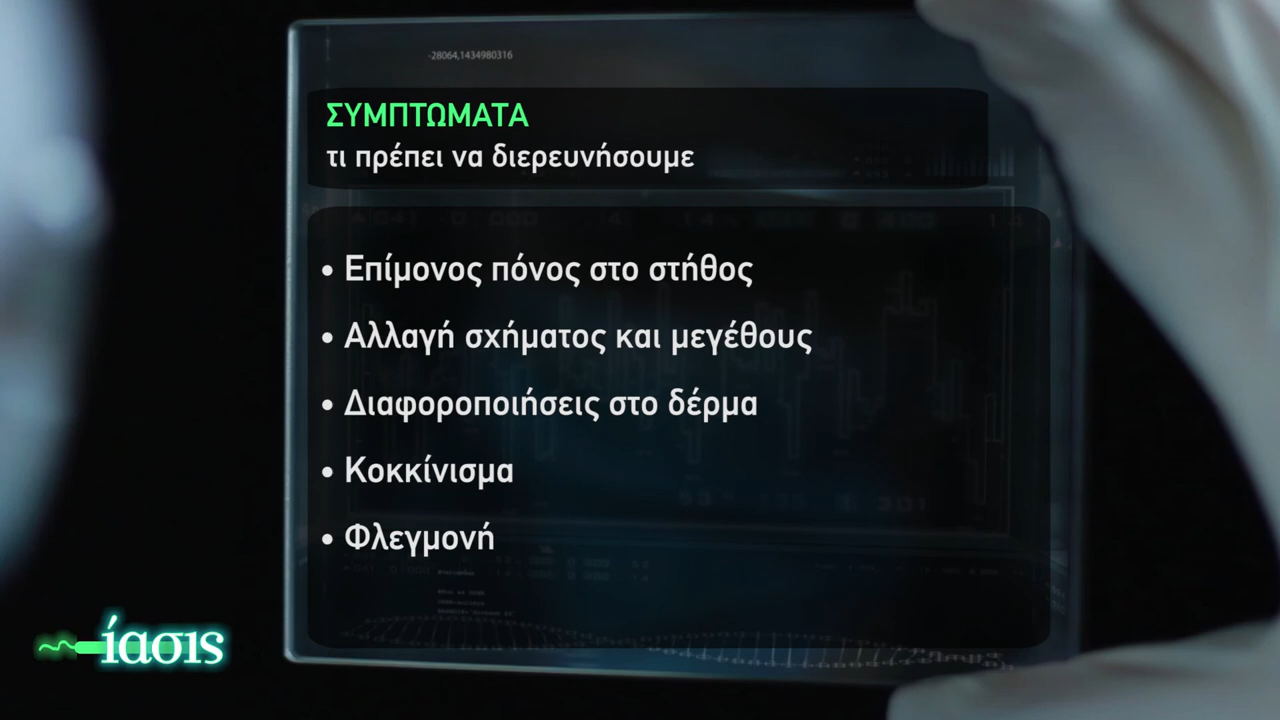 -28064,1434980316
ΣΥΜΠΤΩΜΑΤΑ
τι πρέπει να διερευνήσουμε
• Επίμονος πόνος στο στήθος
• Αλλαγή σχήματος και μεγέθους
• Διαφοροποιήσεις στο δέρμα
• Κοκκίνισμα
• Φλεγμονή
ίασις